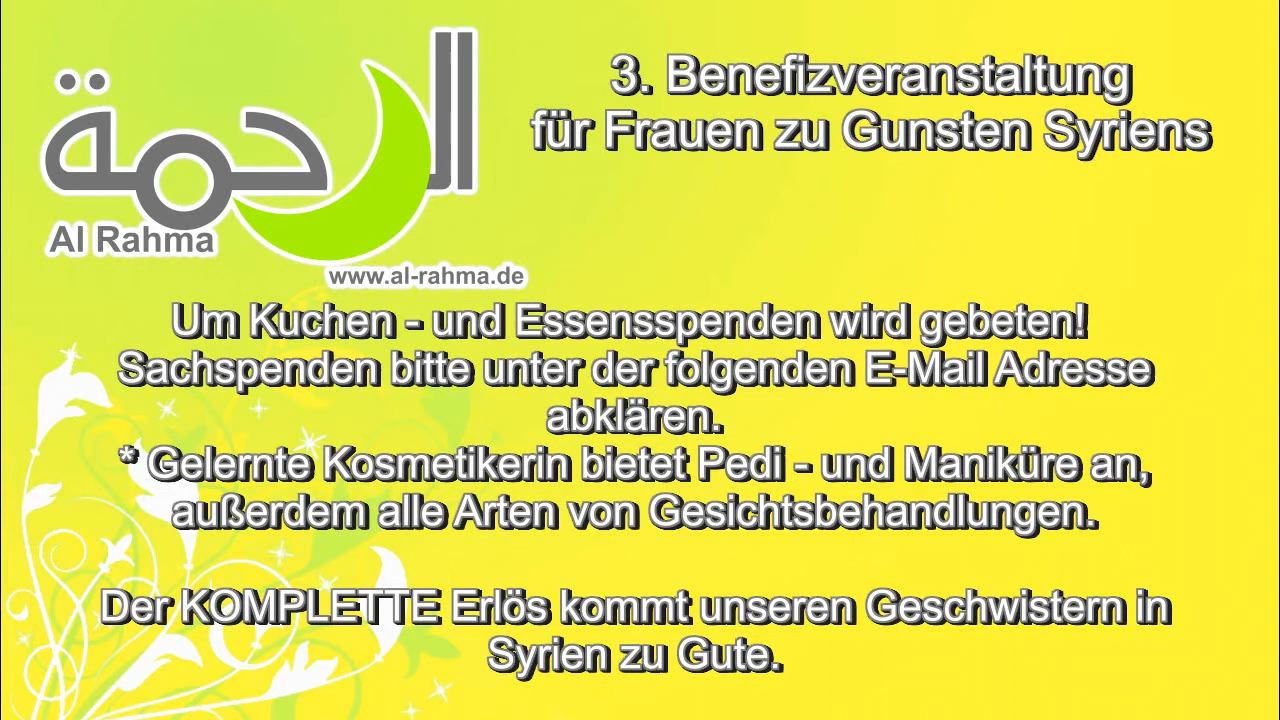 الرحمة
Al Rahma
www.al-rahma.de
3. Benefizveranstaltung
für Frauen zu Gunsten Syriens
Um Kuchen - und Essensspenden wird gebeten!
Sachspenden bitte unter der folgenden E-Mail Adresse
abklären.
* Gelernte Kosmetikerin bietet Pedi - und Maniküre an,
außerdem alle Arten von Gesichtsbehandlungen.
Der KOMPLETTE Erlös kommt unseren Geschwistern in
Syrien zu Gute.